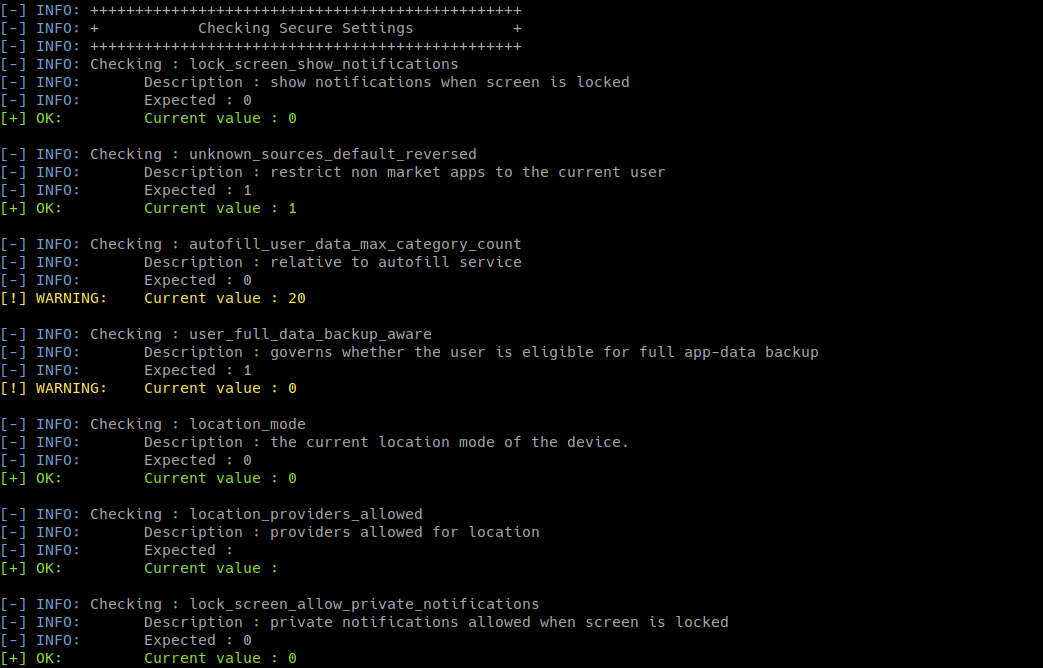 [-] INFO: ++++++++++++++++++++++++++++++++++++++++++++++++
[-] INFO: +           Checking Secure Settings           +
[-] INFO: ++++++++++++++++++++++++++++++++++++++++++++++++
[-] INFO: Checking : lock_screen_show_notifications
[-] INFO:       Description : show notifications when screen is locked
[-] INFO:       Expected : 0
[+] OK:         Current value : 0

[-] INFO: Checking : unknown_sources_default_reversed
[-] INFO:       Description : restrict non market apps to the current user
[-] INFO:       Expected : 1
[+] OK:         Current value : 1

[-] INFO: Checking : autofill_user_data_max_category_count
[-] INFO:       Description : relative to autofill service
[-] INFO:       Expected : 0
[!] WARNING:    Current value : 20

[-] INFO: Checking : user_full_data_backup_aware
[-] INFO:       Description : governs whether the user is eligible for full app-data backup
[-] INFO:       Expected : 1
[!] WARNING:    Current value : 0

[-] INFO: Checking : location_mode
[-] INFO:       Description : the current location mode of the device.
[-] INFO:       Expected : 0
[+] OK:         Current value : 0

[-] INFO: Checking : location_providers_allowed
[-] INFO:       Description : providers allowed for location
[-] INFO:       Expected :
[+] OK:         Current value :

[-] INFO: Checking : lock_screen_allow_private_notifications
[-] INFO:       Description : private notifications allowed when screen is locked
[-] INFO:       Expected : 0
[+] OK:         Current value : 0